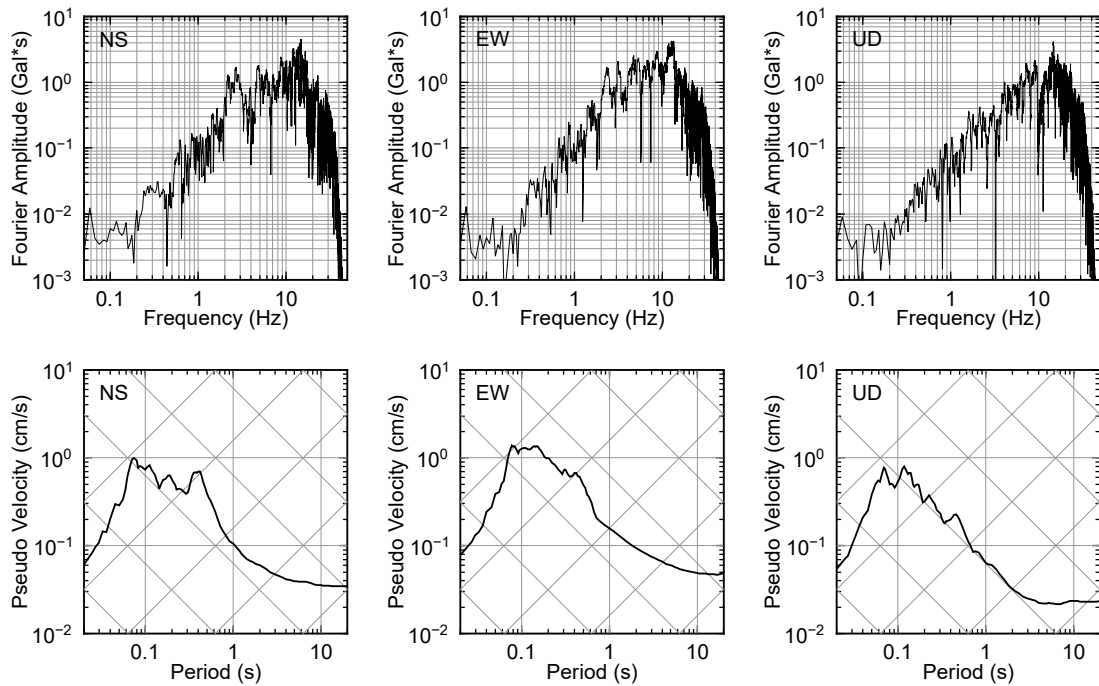 10^1
10^0
10^-1
10^-2
10^-3
Fourier Amplitude (Gal*s)
NS
0.1 1 10
Frequency (Hz)
10^1
10^0
10^-1
10^-2
10^-3
Fourier Amplitude (Gal*s)
EW
0.1 1 10
Frequency (Hz)
10^1
10^0
10^-1
10^-2
10^-3
Fourier Amplitude (Gal*s)
UD
0.1 1 10
Frequency (Hz)
10^1
10^0
10^-1
10^-2
Pseudo Velocity (cm/s)
NS
0.1 1 10
Period (s)
10^1
10^0
10^-1
10^-2
Pseudo Velocity (cm/s)
EW
0.1 1 10
Period (s)
10^1
10^0
10^-1
10^-2
Pseudo Velocity (cm/s)
UD
0.1 1 10
Period (s)